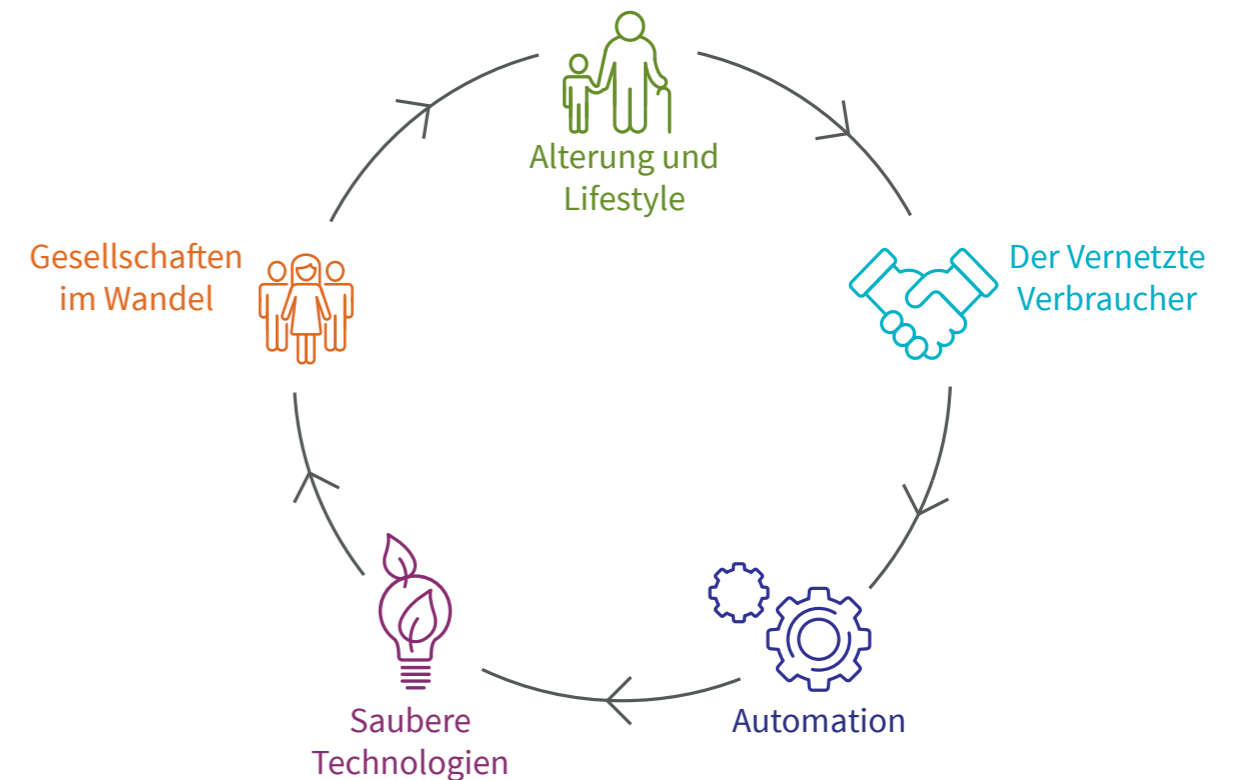 Alterung und
Lifestyle
Gesellschaften
im Wandel
Der Vernetzte
Verbraucher
Saubere
Technologien
Automation